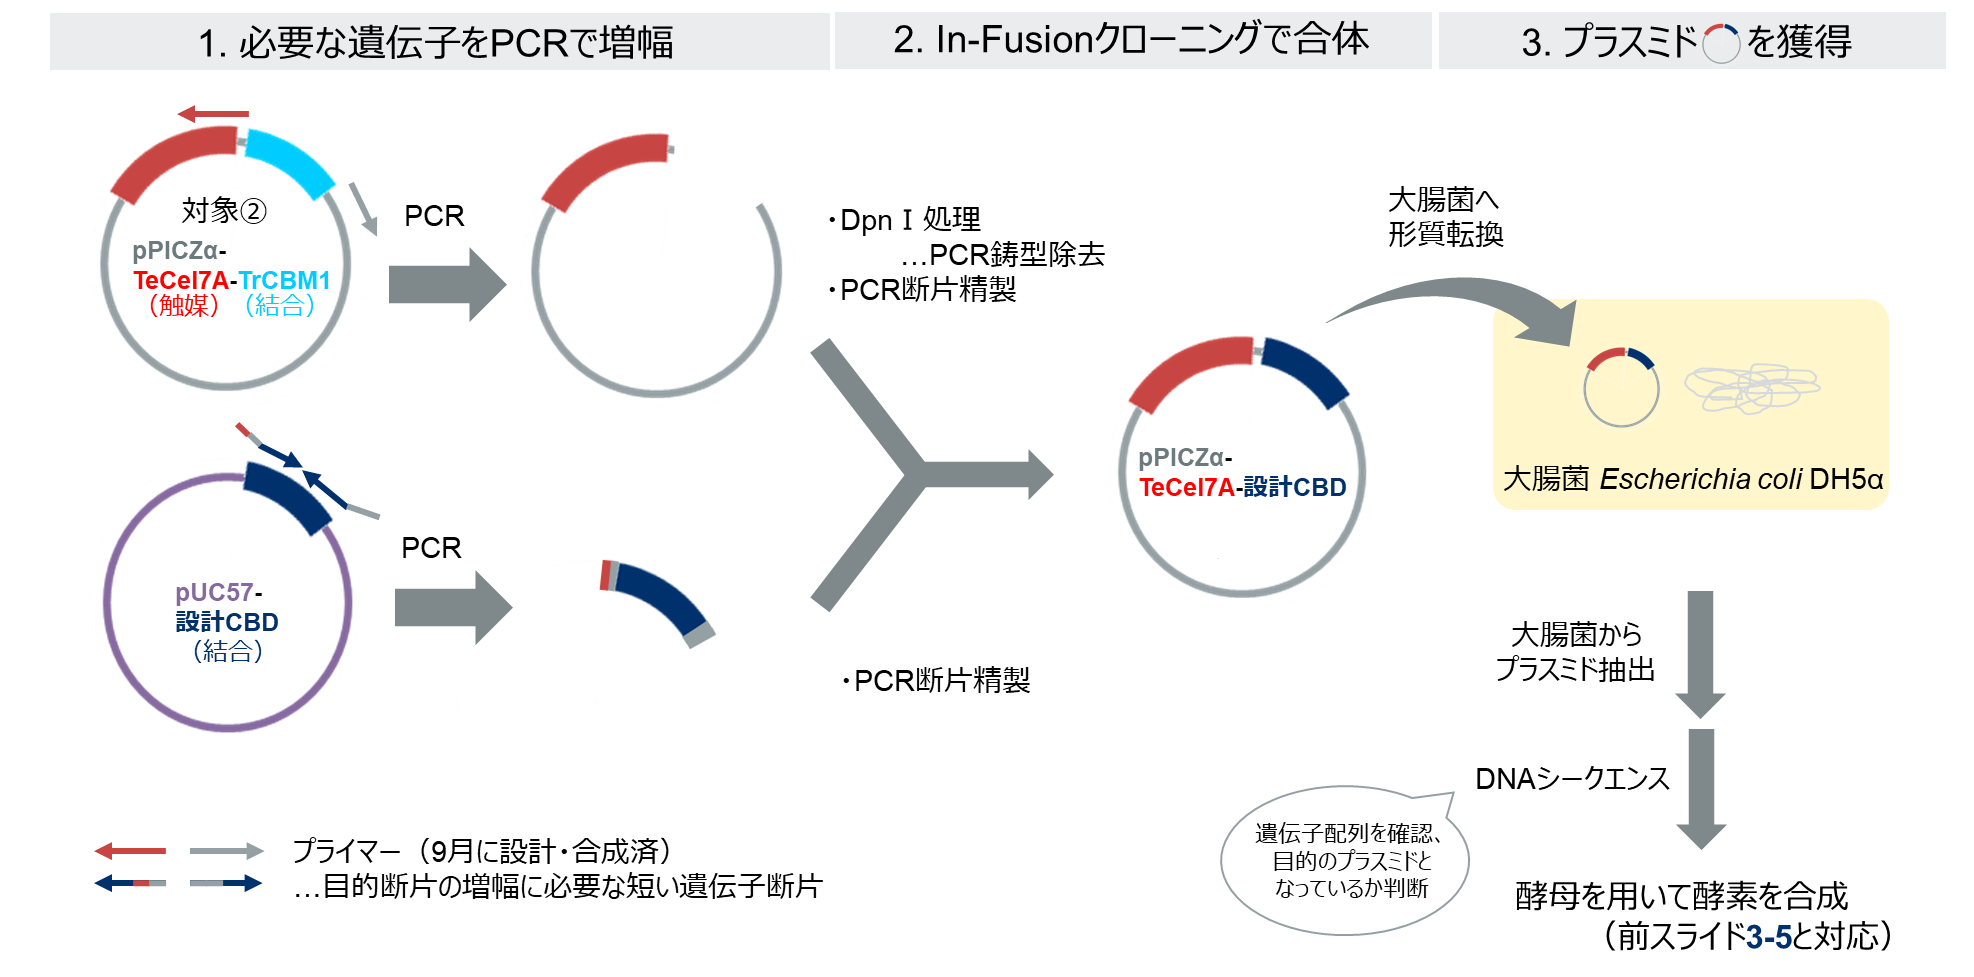 1. 必要な遺伝子をPCRで増幅
2. In-Fusionクローニングで合体
3. プラスミド を獲得
対象②
pPICZα-
TeCel7A-TrCBM1
（触媒）（結合）
PCR
・DpnⅠ処理
…PCR鋳型除去
・PCR断片精製
pUC57-
設計CBD
（結合）
PCR
・PCR断片精製
pPICZα-
TeCel7A-設計CBD
大腸菌へ
形質転換
大腸菌 Escherichia coli DH5α
大腸菌から
プラスミド抽出
DNAシークエンス
遺伝子配列を確認、
目的のプラスミドと
なっているか判断
酵母を用いて酵素を合成
（前スライド3-5と対応）
プライマー（9月に設計・合成済）
…目的断片の増幅に必要な短い遺伝子断片